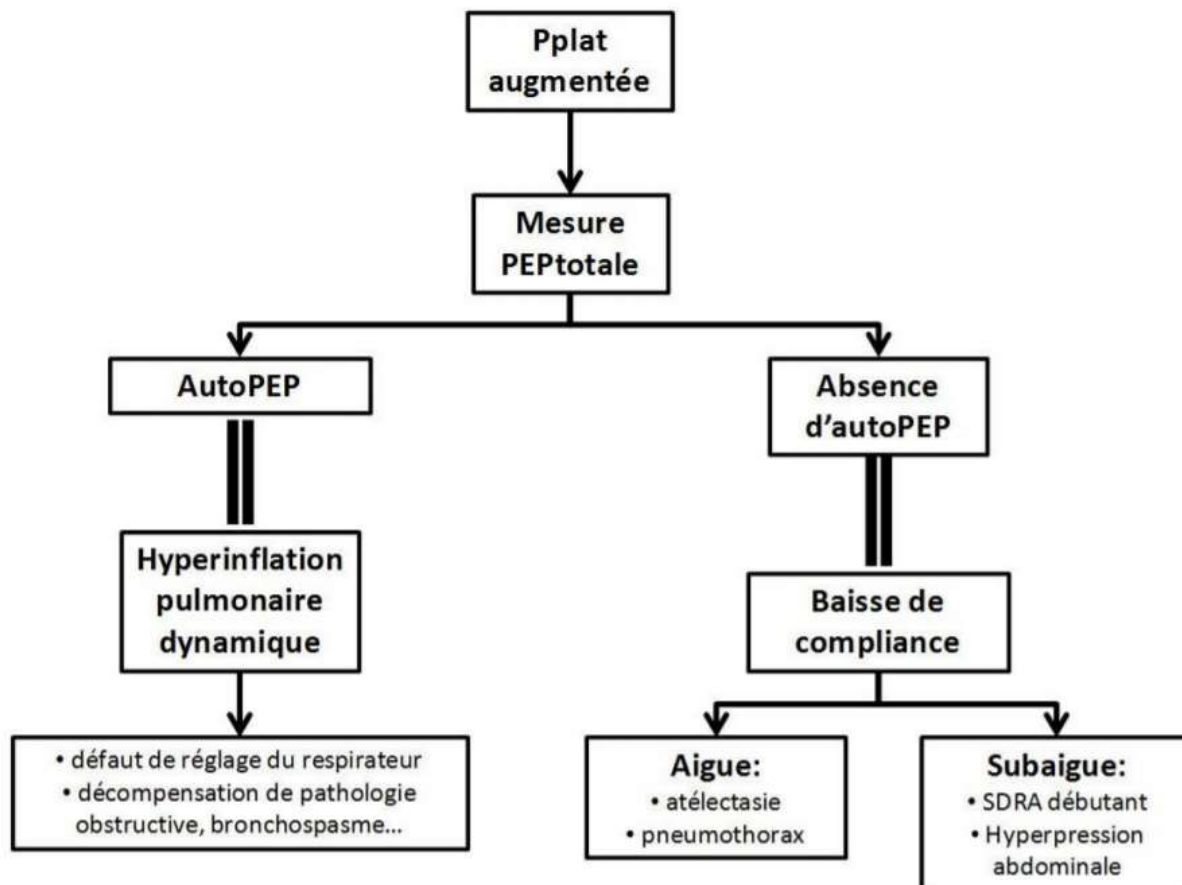 Pplat
augmentée
Mesure
PEPtotale
AutoPEP
Absence
d'autoPEP
Hyperinflation
pulmonaire
dynamique
Baisse de
compliance
• défaut de réglage du respirateur
• décompensation de pathologie
obstructive, bronchospasme...
Aigue:
• atélectasie
• pneumothorax
Subaigue:
• SDRA débutant
• Hyperpression
abdominale